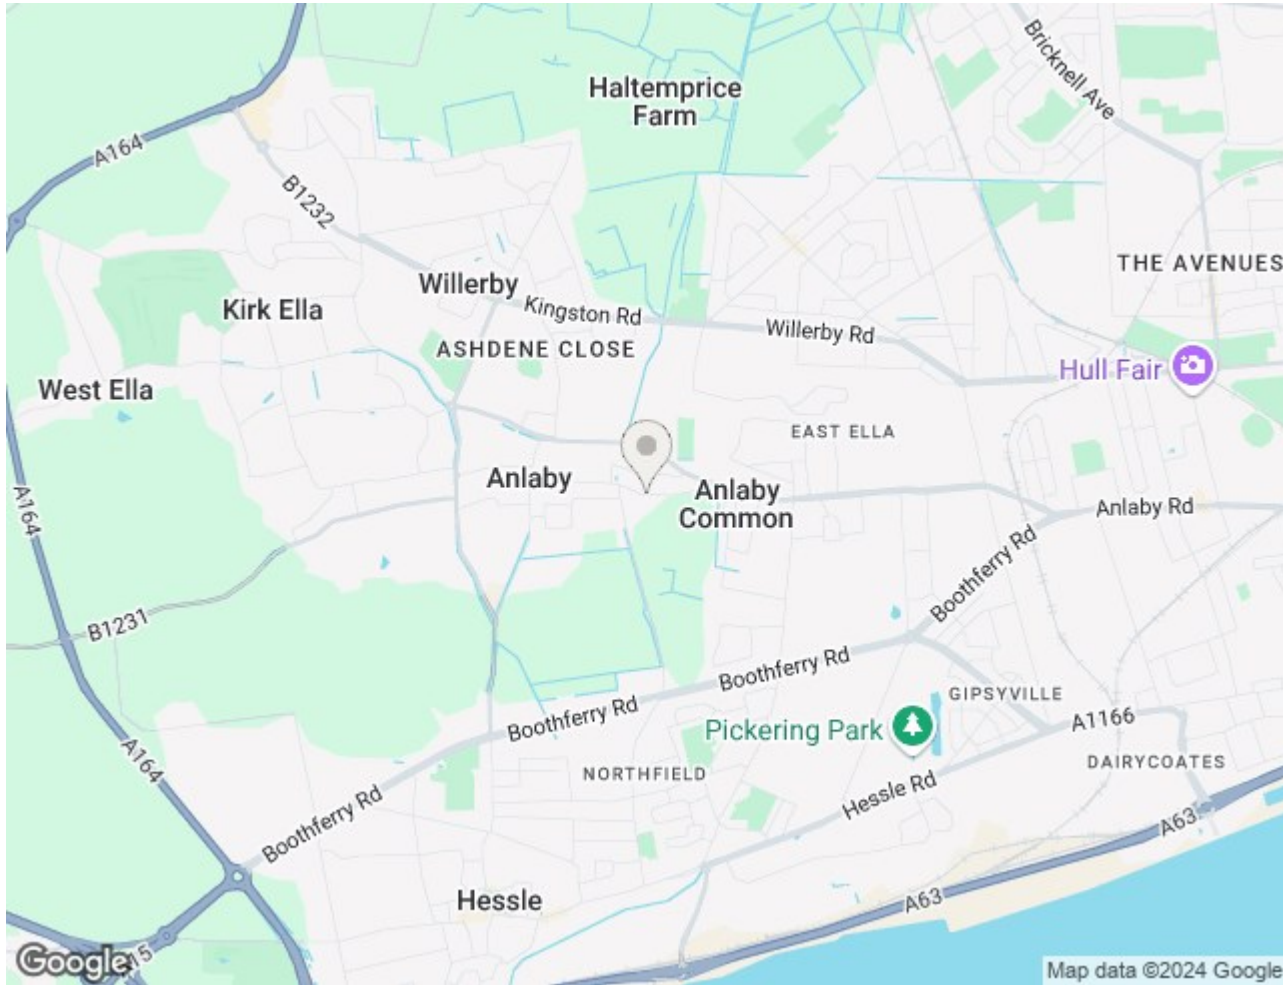 Haltemprice
Farm
Bricknell Ave
A164
B1232
THE AVENUES
Willerby
Kirk Ella
Kingston Rd
Willerby Rd
ASHDENE CLOSE
Hull Fair
West Ella
EAST ELLA
Anlaby
Anlaby
Common
Anlaby Rd
A164
Boothferry Rd
B1231
Boothferry Rd
GIPSYVILLE
Boothferry Rd
Pickering Park
A1166
A164
NORTHFIELD
DAIRYCOATES
Hessle Rd
Boothferry Rd
A63
Hessle
A63
Google
Map data ©2024 Google